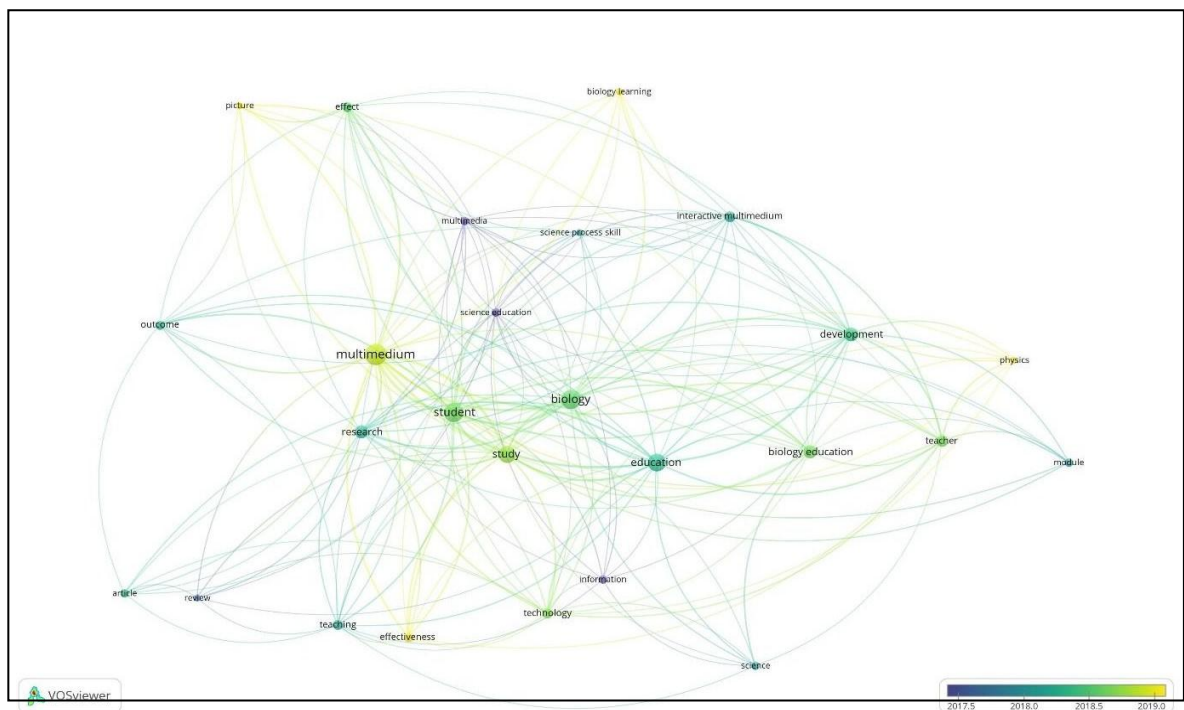 biology learning
picture
effect
interactive multimedium
multimedia
science process skill
science education
outcome
development
multimedium
physics
biology
student
research
teacher
study
biology education
education
module
information
article
review
technology
teaching
effectiveness
science
VOSviewer
2017.5 2018.0 2018.5 2019.0